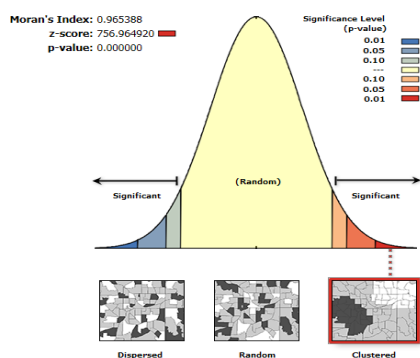 Moran's Index: 0.965388
z-score: 756.964920
p-value: 0.000000
Significance Level
(p-value)
0.01
0.05
0.10
---
0.10
0.05
0.01
Significant
(Random)
Significant
Dispersed
Random
Clustered